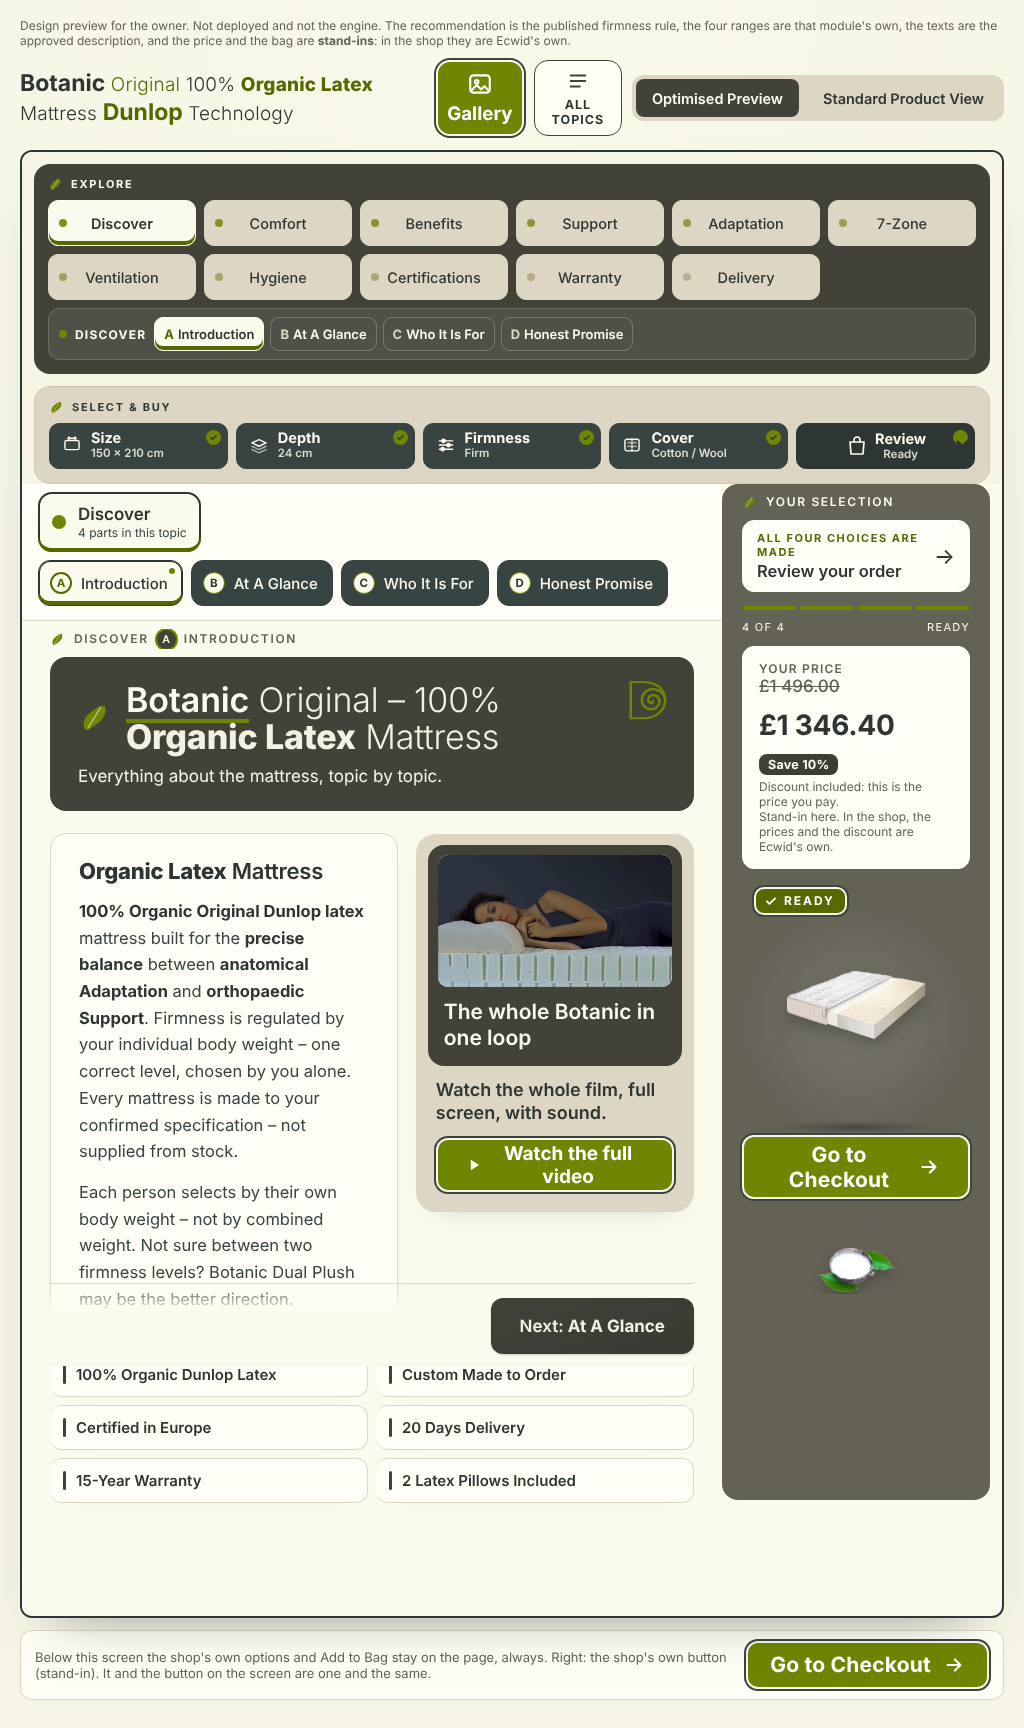 Design preview for the owner. Not deployed and not the engine. The recommendation is the published firmness rule, the four ranges are that module's own, the texts are the
approved description, and the price and the bag are stand-ins: in the shop they are Ecwid's own.
Botanic Original 100% Organic Latex
Mattress Dunlop Technology
Gallery
ALL
TOPICS
Optimised Preview
Standard Product View
EXPLORE
Discover
Comfort
Benefits
Support
Adaptation
7-Zone
Ventilation
Hygiene
Certifications
Warranty
Delivery
DISCOVER
A Introduction
B At A Glance
C Who It Is For
D Honest Promise
SELECT & BUY
Size
150 × 210 cm
Depth
24 cm
Firmness
Firm
Cover
Cotton / Wool
Review
Ready
Discover
4 parts in this topic
A Introduction
B At A Glance
C Who It Is For
D Honest Promise
DISCOVER A INTRODUCTION
Botanic Original – 100%
Organic Latex Mattress
Everything about the mattress, topic by topic.
Organic Latex Mattress
100% Organic Original Dunlop latex
mattress built for the precise
balance between anatomical
Adaptation and orthopaedic
Support. Firmness is regulated by
your individual body weight – one
correct level, chosen by you alone.
Every mattress is made to your
confirmed specification – not
supplied from stock.
Each person selects by their own
body weight – not by combined
weight. Not sure between two
firmness levels? Botanic Dual Plush
may be the better direction.
The whole Botanic in
one loop
Watch the whole film, full
screen, with sound.
Watch the full
video
Next: At A Glance
100% Organic Dunlop Latex
Custom Made to Order
Certified in Europe
20 Days Delivery
15-Year Warranty
2 Latex Pillows Included
YOUR SELECTION
ALL FOUR CHOICES ARE
MADE
Review your order
4 OF 4
READY
YOUR PRICE
£1 496.00
£1 346.40
Save 10%
Discount included: this is the
price you pay.
Stand-in here. In the shop, the
prices and the discount are
Ecwid's own.
READY
Go to
Checkout
Below this screen the shop's own options and Add to Bag stay on the page, always. Right: the shop's own button
(stand-in). It and the button on the screen are one and the same.
Go to Checkout